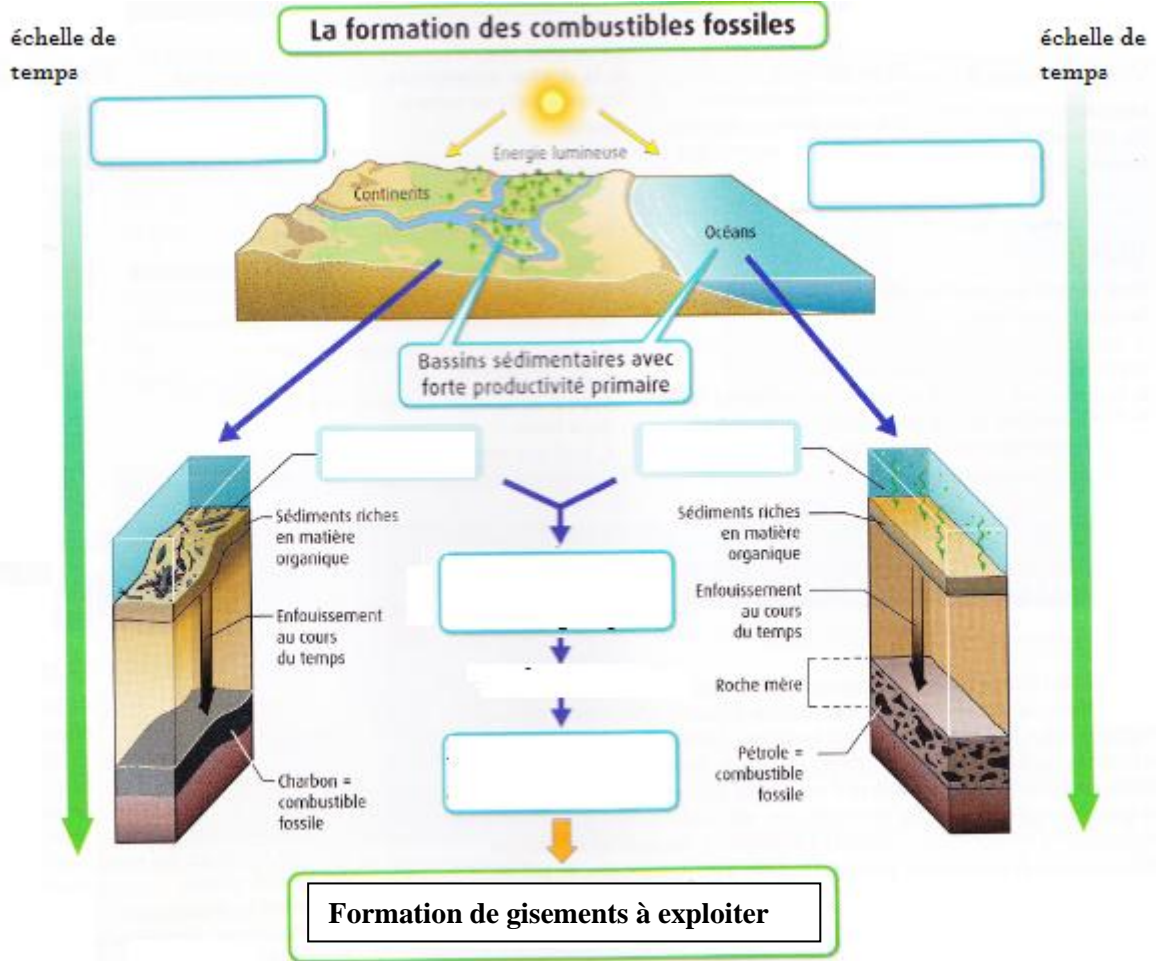 La formation des combustibles fossiles
échelle de
temps
échelle de
temps
Energie lumineuse
Continents
Océans
Bassins sédimentaires avec
forte productivité primaire
Sédiments riches
en matière
organique
Enfouissement
au cours
du temps
Charbon =
combustible
fossile
Sédiments riches
en matière
organique
Enfouissement
au cours
du temps
Roche mère
Pétrole =
combustible
fossile
Formation de gisements à exploiter